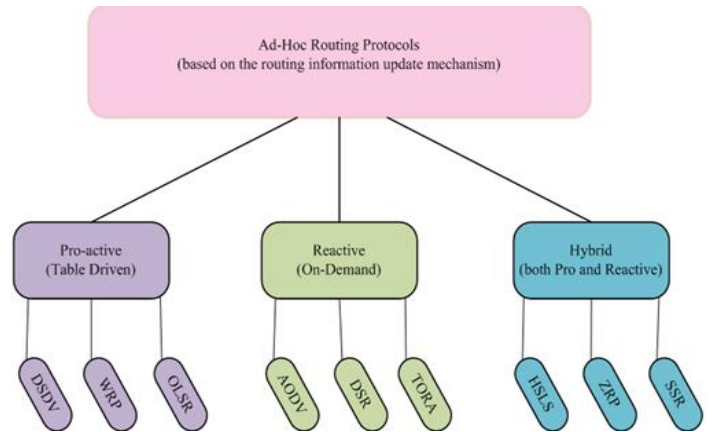 Ad-Hoc Routing Protocols
(based on the routing information update mechanism)
Pro-active
(Table Driven)
Reactive
(On-Demand)
Hybrid
(both Pro and Reactive)
DSDV
WRP
OLSR
AODV
DSR
TORA
HSLS
ZRP
SSR